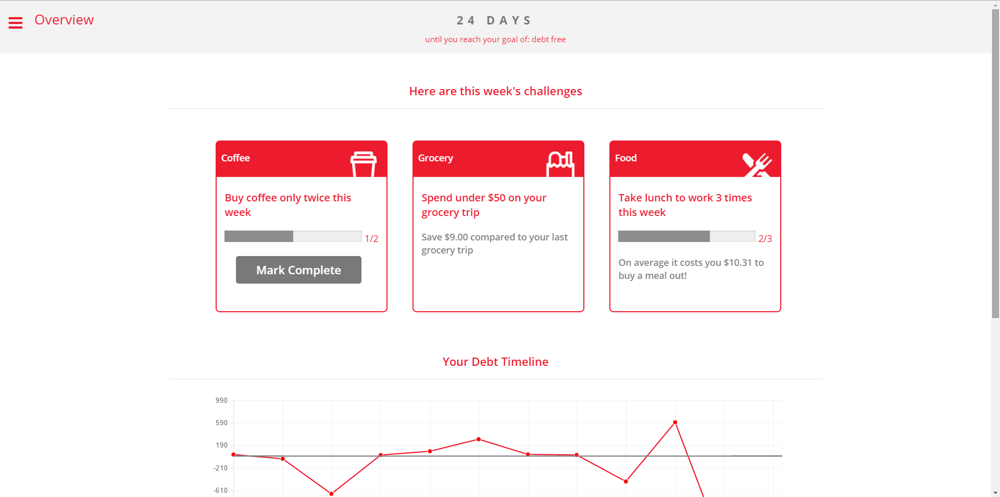 Overview
24 DAYS
until you reach your goal of: debt free
Here are this week's challenges
Coffee
Buy coffee only twice this
week
1/2
Mark Complete
Grocery
Spend under $50 on your
grocery trip
Save $9.00 compared to your last
grocery trip
Food
Take lunch to work 3 times
this week
2/3
On average it costs you $10.31 to
buy a meal out!
Your Debt Timeline
990
590
190
-210
-610